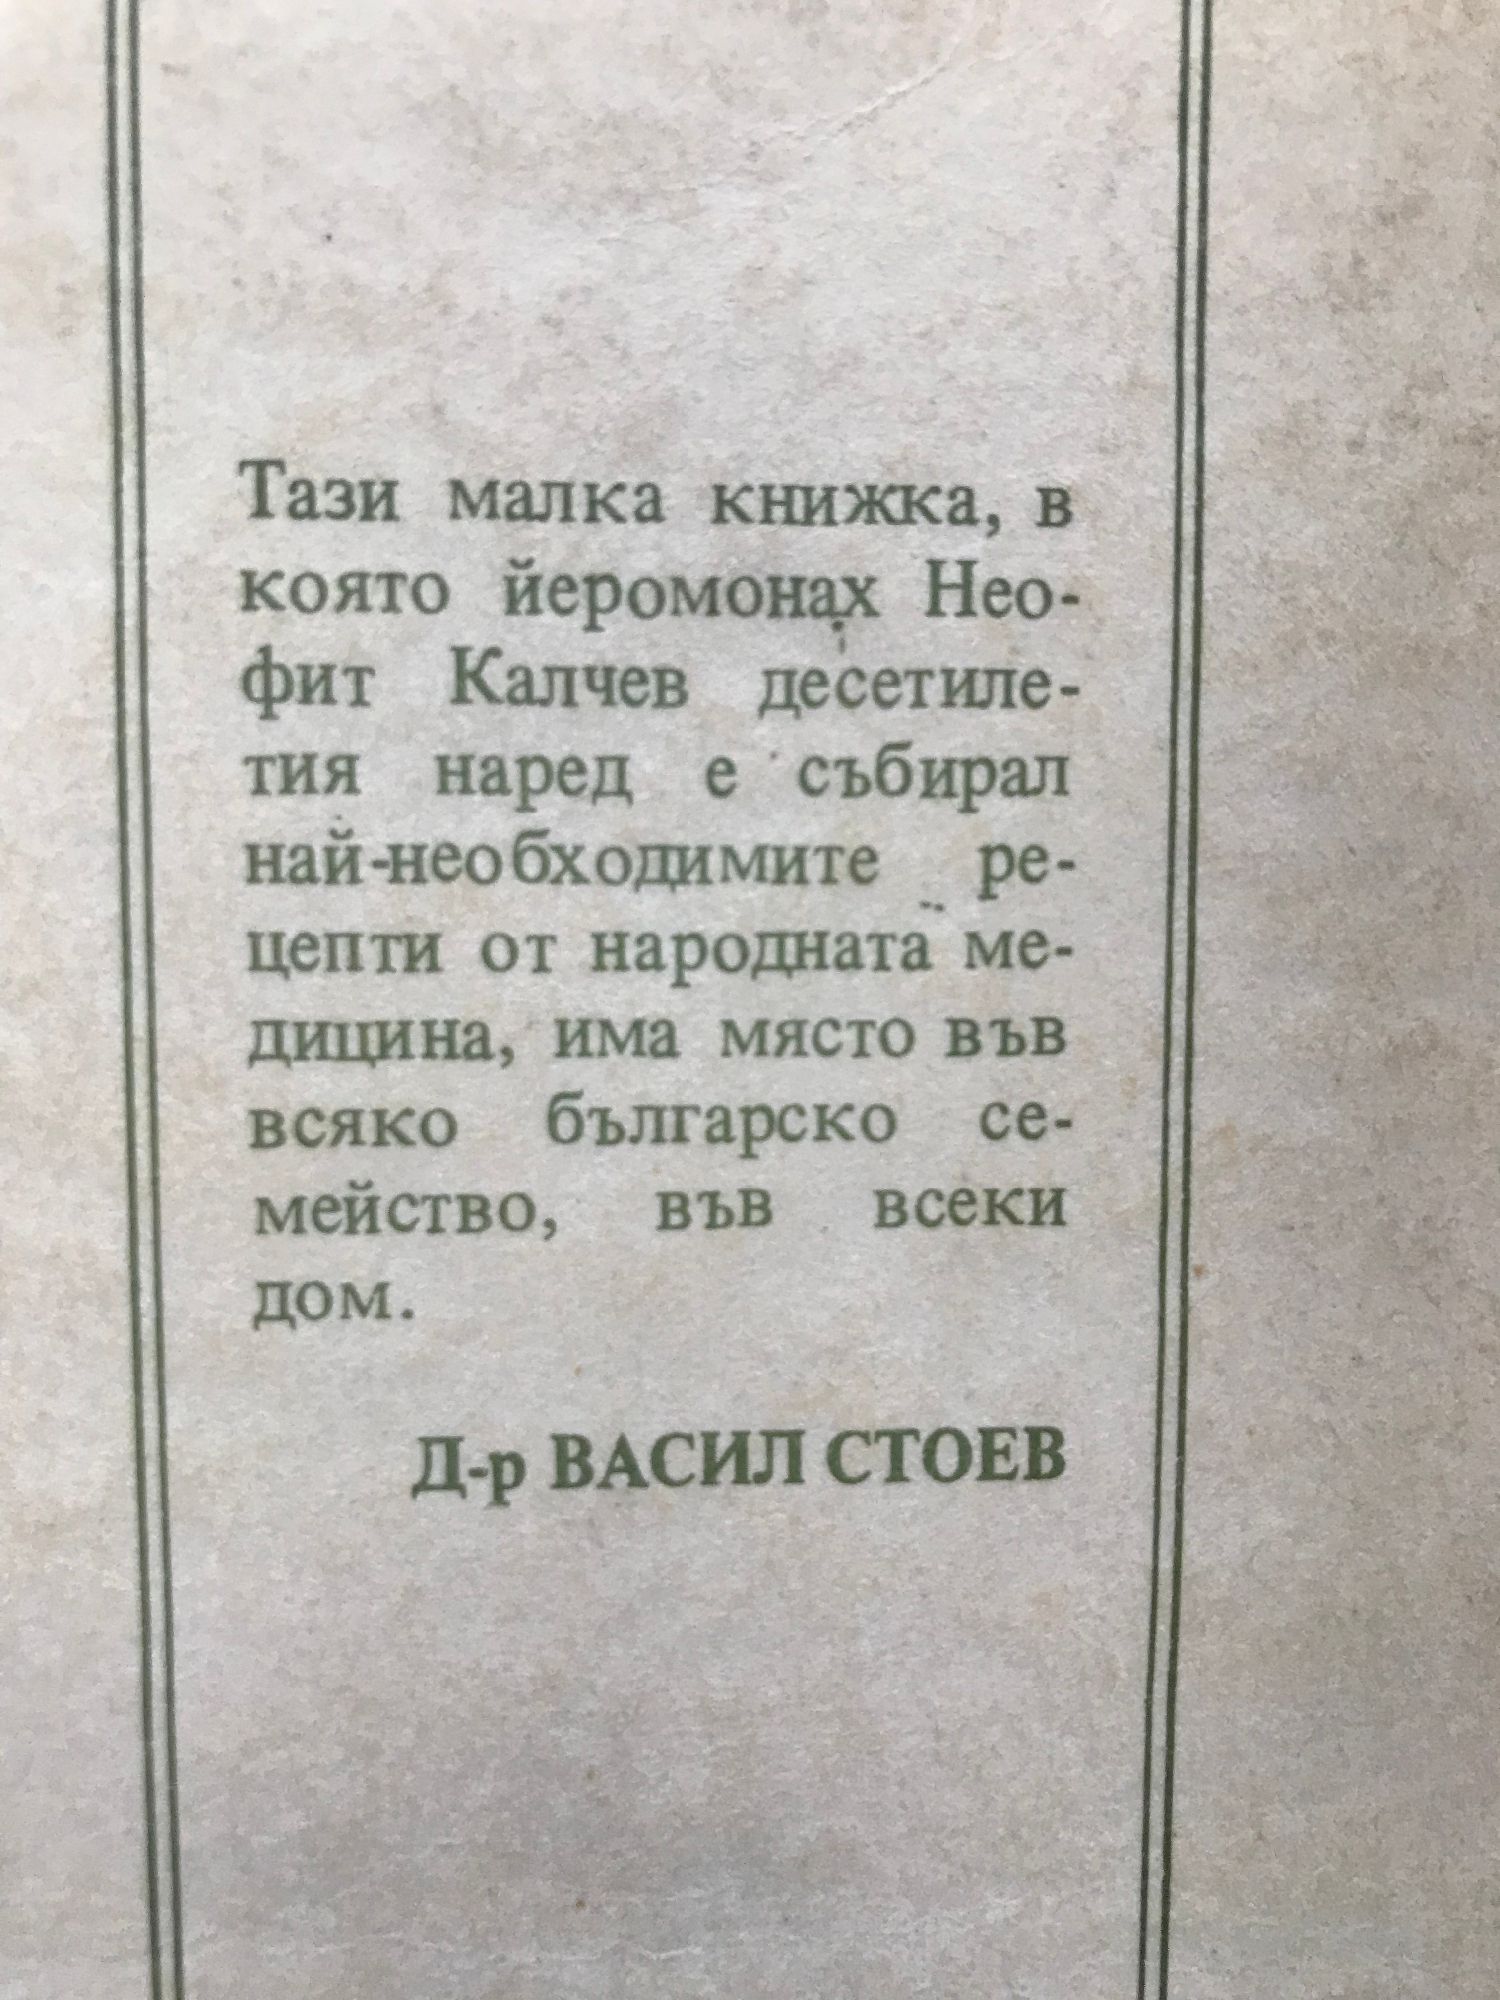 Тази малка книжка, в
която йеромонах Нео-
фит Калчев десетиле-
тия наред е събирал
най-необходимите ре-
цепти от народната ме-
дицина, има място във
всяко българско се-
мейство, във всеки
дом.
Д-р ВАСИЛ СТОЕВ